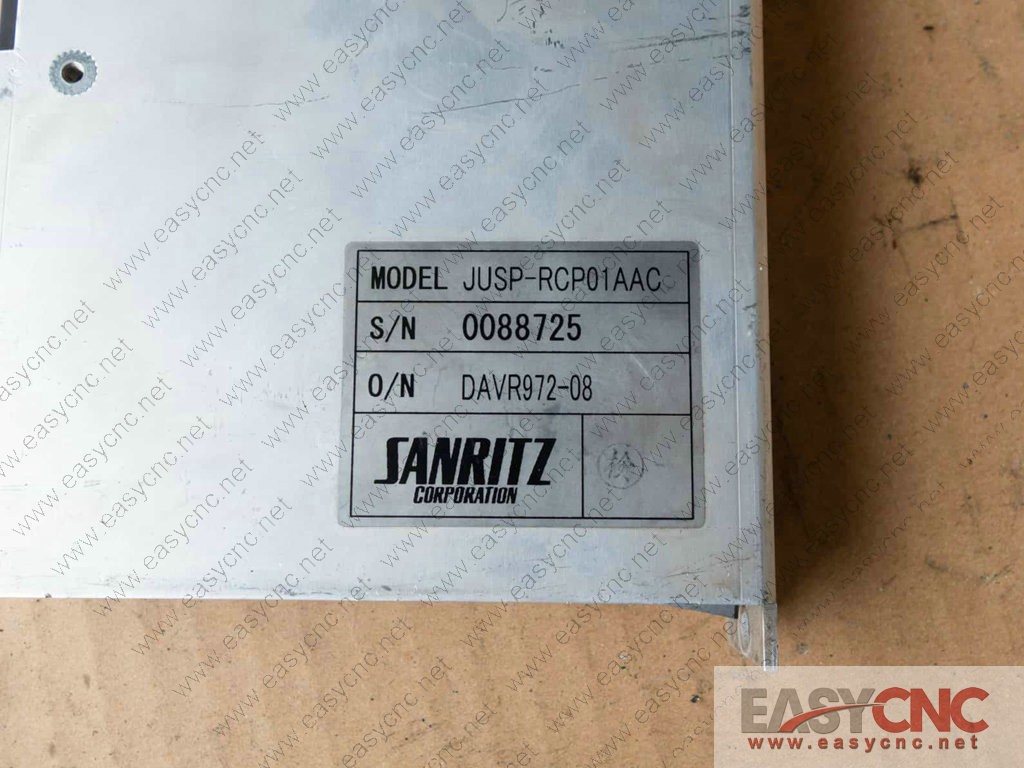 MODEL JUSP-RCP01AAC
S/N 0088725
O/N DAVR972-08
SANRITZ
CORPORATION
EASYCNC
www.easycnc.net